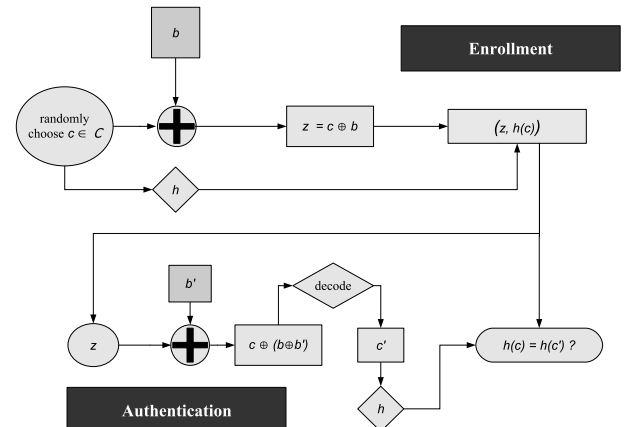 b
Enrollment
randomly
choose c ∈ C
z = c ⊕ b
(z, h(c))
h
b'
decode
z
c ⊕ (b⊕b')
c'
h(c) = h(c') ?
Authentication
h